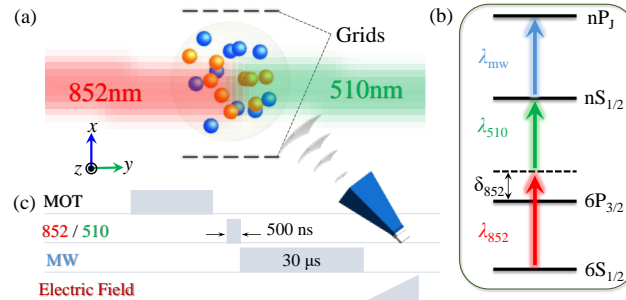 (a)
Grids
852nm
510nm
x
z
y
(c)
MOT
852 / 510
500 ns
MW
30 μs
Electric Field
(b)
nP_J
λ_mw
nS_1/2
λ_510
δ_852
6P_3/2
λ_852
6S_1/2